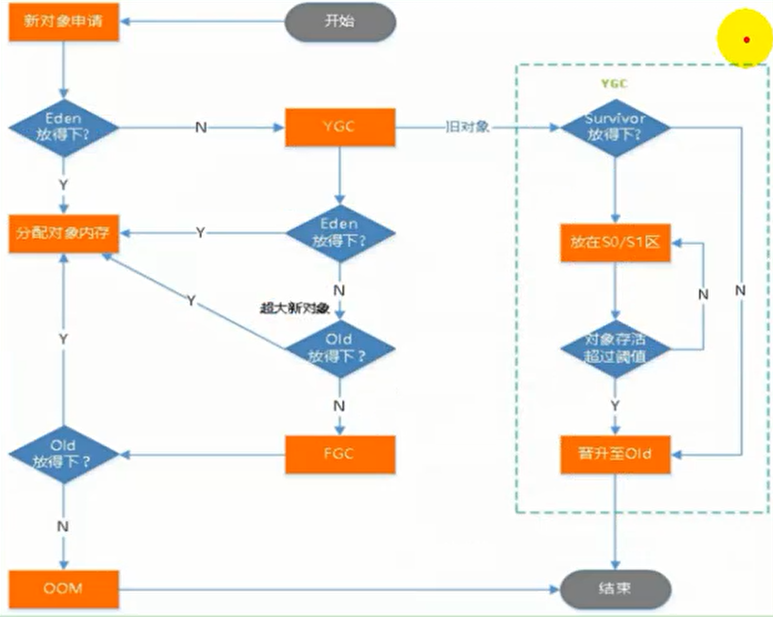 新对象申请
开始
YGC
Eden
放得下?
N
YGC
旧对象
Survivor
放得下?
Y
分配对象内存
Y
Eden
放得下?
放在S0/S1区
N
超大新对象
Y
N
N
Y
Old
放得下?
对象存活
超过阈值
N
Y
Old
放得下?
FGC
晋升至Old
N
OOM
结束